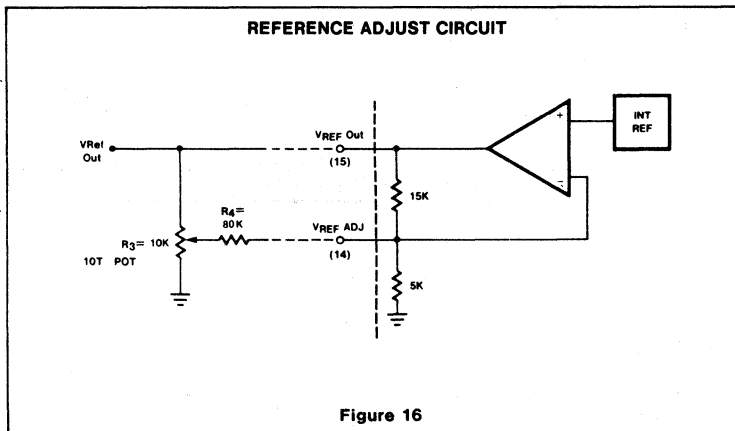 REFERENCE ADJUST CIRCUIT
INT
REF
VRef
Out
VREF Out
(15)
+
−
15K
R4=
80K
VREF ADJ
(14)
R3= 10K
10T POT
5K
Figure 16